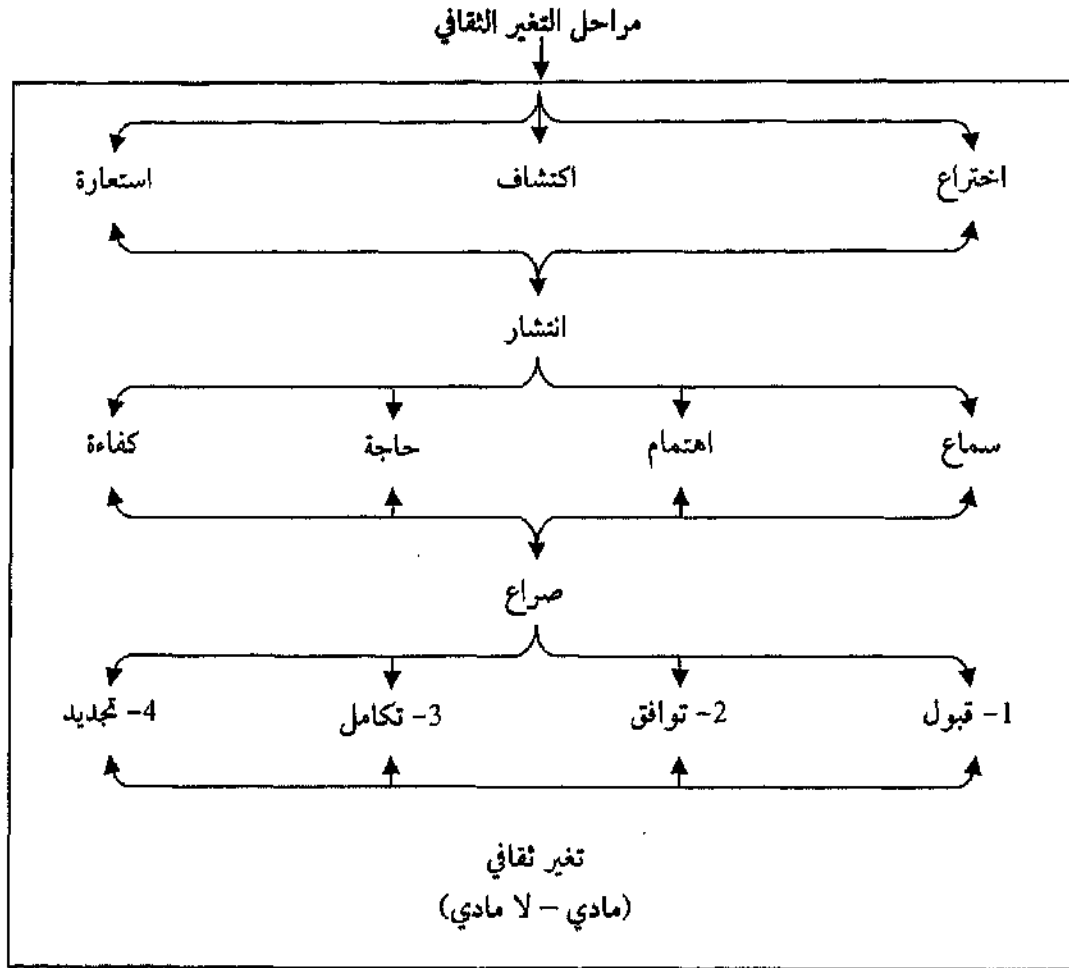 مراحل التغير الثقافي
اختراع اكتشاف استعارة
انتشار
سماع اهتمام حاجة كفاءة
صراع
1- قبول 2- توافق 3- تكامل 4- تجديد
تغير ثقافي
(مادي – لا مادي)